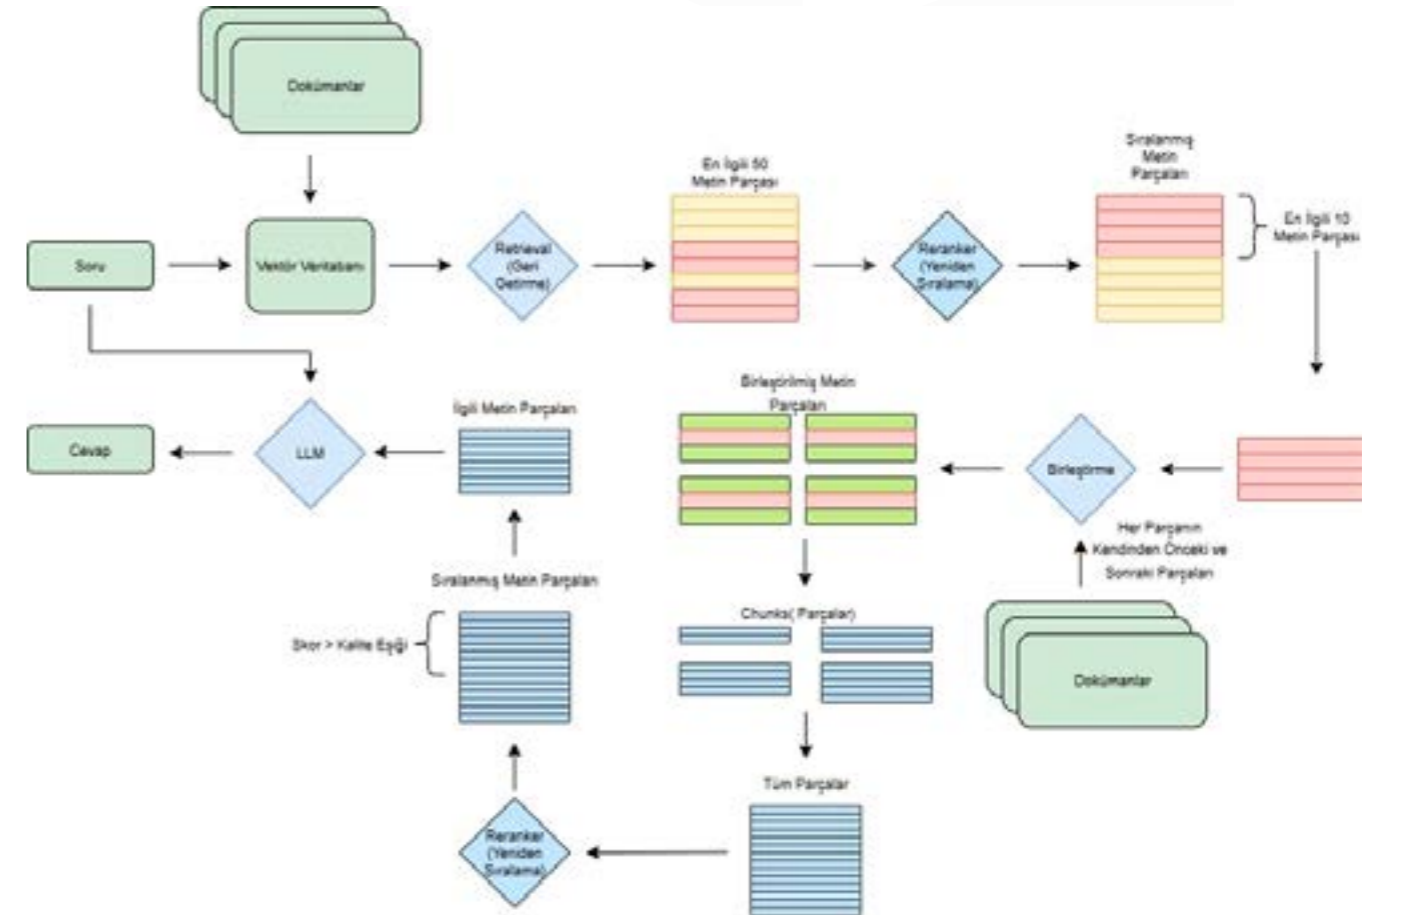 Dokümanlar
Soru
Vektör Veritabanı
Retrieval
(Geri
Getirme)
En İlgili 50
Metin Parçası
Reranker
(Yeniden
Sıralama)
Sıralanmış
Metin
Parçaları
En İlgili 10
Metin Parçası
Birleştirme
Her Parçanın
Kendinden Önceki ve
Sonraki Parçaları
Dokümanlar
Birleştirilmiş Metin
Parçaları
Chunks( Parçalar)
Tüm Parçalar
Reranker
(Yeniden
Sıralama)
Sıralanmış Metin Parçaları
Skor > Kalite Eşiği
İlgili Metin Parçaları
LLM
Cevap